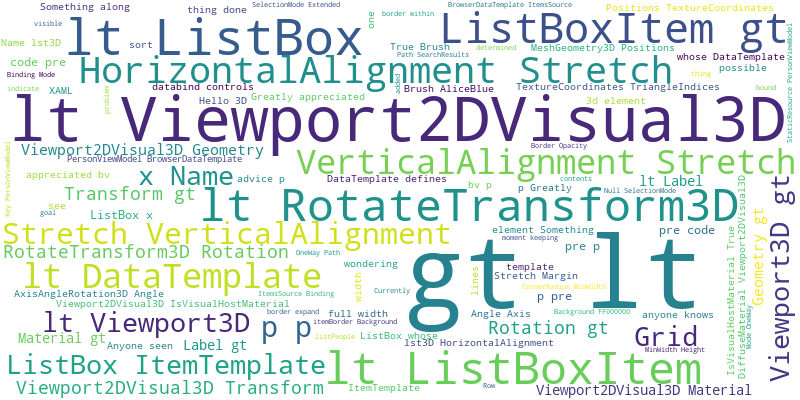 Something along
thing done
SelectionMode Extended
BrowserDataTemplate ItemsSource
Positions TextureCoordinates
visible
border within
one
lt ListBox
ListBoxItem gt
Name lst3D
sort
True Brush
determined
MeshGeometry3D Positions
whose DataTemplate
code pre
Path SearchResults
HorizontalAlignment Stretch
Binding Mode
thing
possible
indicate
XAML
databind controls
added
Brush AliceBlue
TextureCoordinates TriangleIndices
bound
problem
Hello 3D
Greatly appreciated
3d element
StaticResource PersonViewModel
lt Viewport2DVisual3D
Key PersonViewModel
Viewport2DVisual3D Geometry
Border Opacity
PersonViewModel BrowserDataTemplate
VerticalAlignment Stretch
appreciated bv
x Name
advice p
DataTemplate defines
contents
bv p
p Greatly
Null SelectionMode
lt Label
Transform gt
see
goal
ListBox x
lt RotateTransform3D
Viewport3D gt
Geometry gt
Stretch VerticalAlignment
element Something
pre code
moment keeping
pre p
gt lt
RotateTransform3D Rotation
OneWay Path
wondering
template
lines
lt DataTemplate
width
Currently
Stretch Margin
AxisAngleRotation3D Angle
ItemsSource Binding
p pre
CornerRadius MinWidth
Viewport2DVisual3D IsVisualHostMaterial
border expand
full width
Angle Axis
Background FF000000
anyone knows
lt Viewport3D
p p
itemBorder Background
Rotation gt
Grid
Material gt
Anyone seen
Label gt
listPeople
ListBox whose
lst3D HorizontalAlignment
MinWidth Height
IsVisualHostMaterial True
DiffuseMaterial Viewport2DVisual3D
Mode OneWay
ListBox ItemTemplate
lt ListBoxItem
Viewport2DVisual3D Transform
ItemTemplate
Row
Viewport2DVisual3D Material